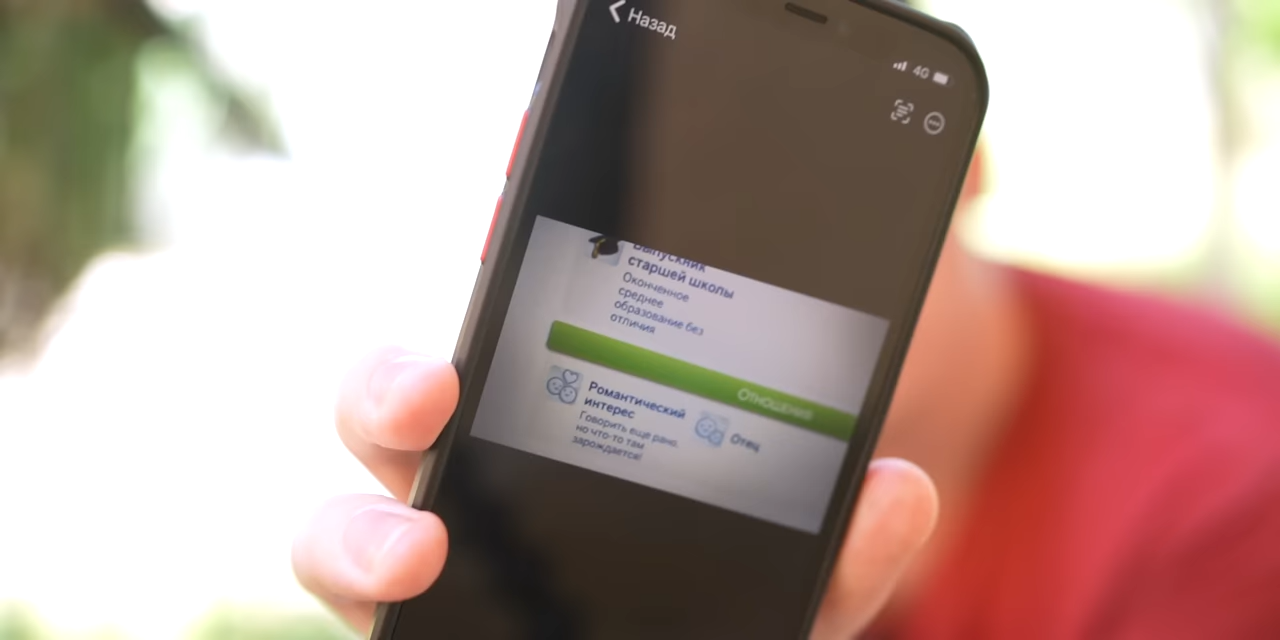 Назад
4G
Выпускник
старшей школы
Оконченное
среднее
образование без
отличия
Отношения
Романтический
интерес
Говорить еще рано,
но что-то там
зарождается!
Отец